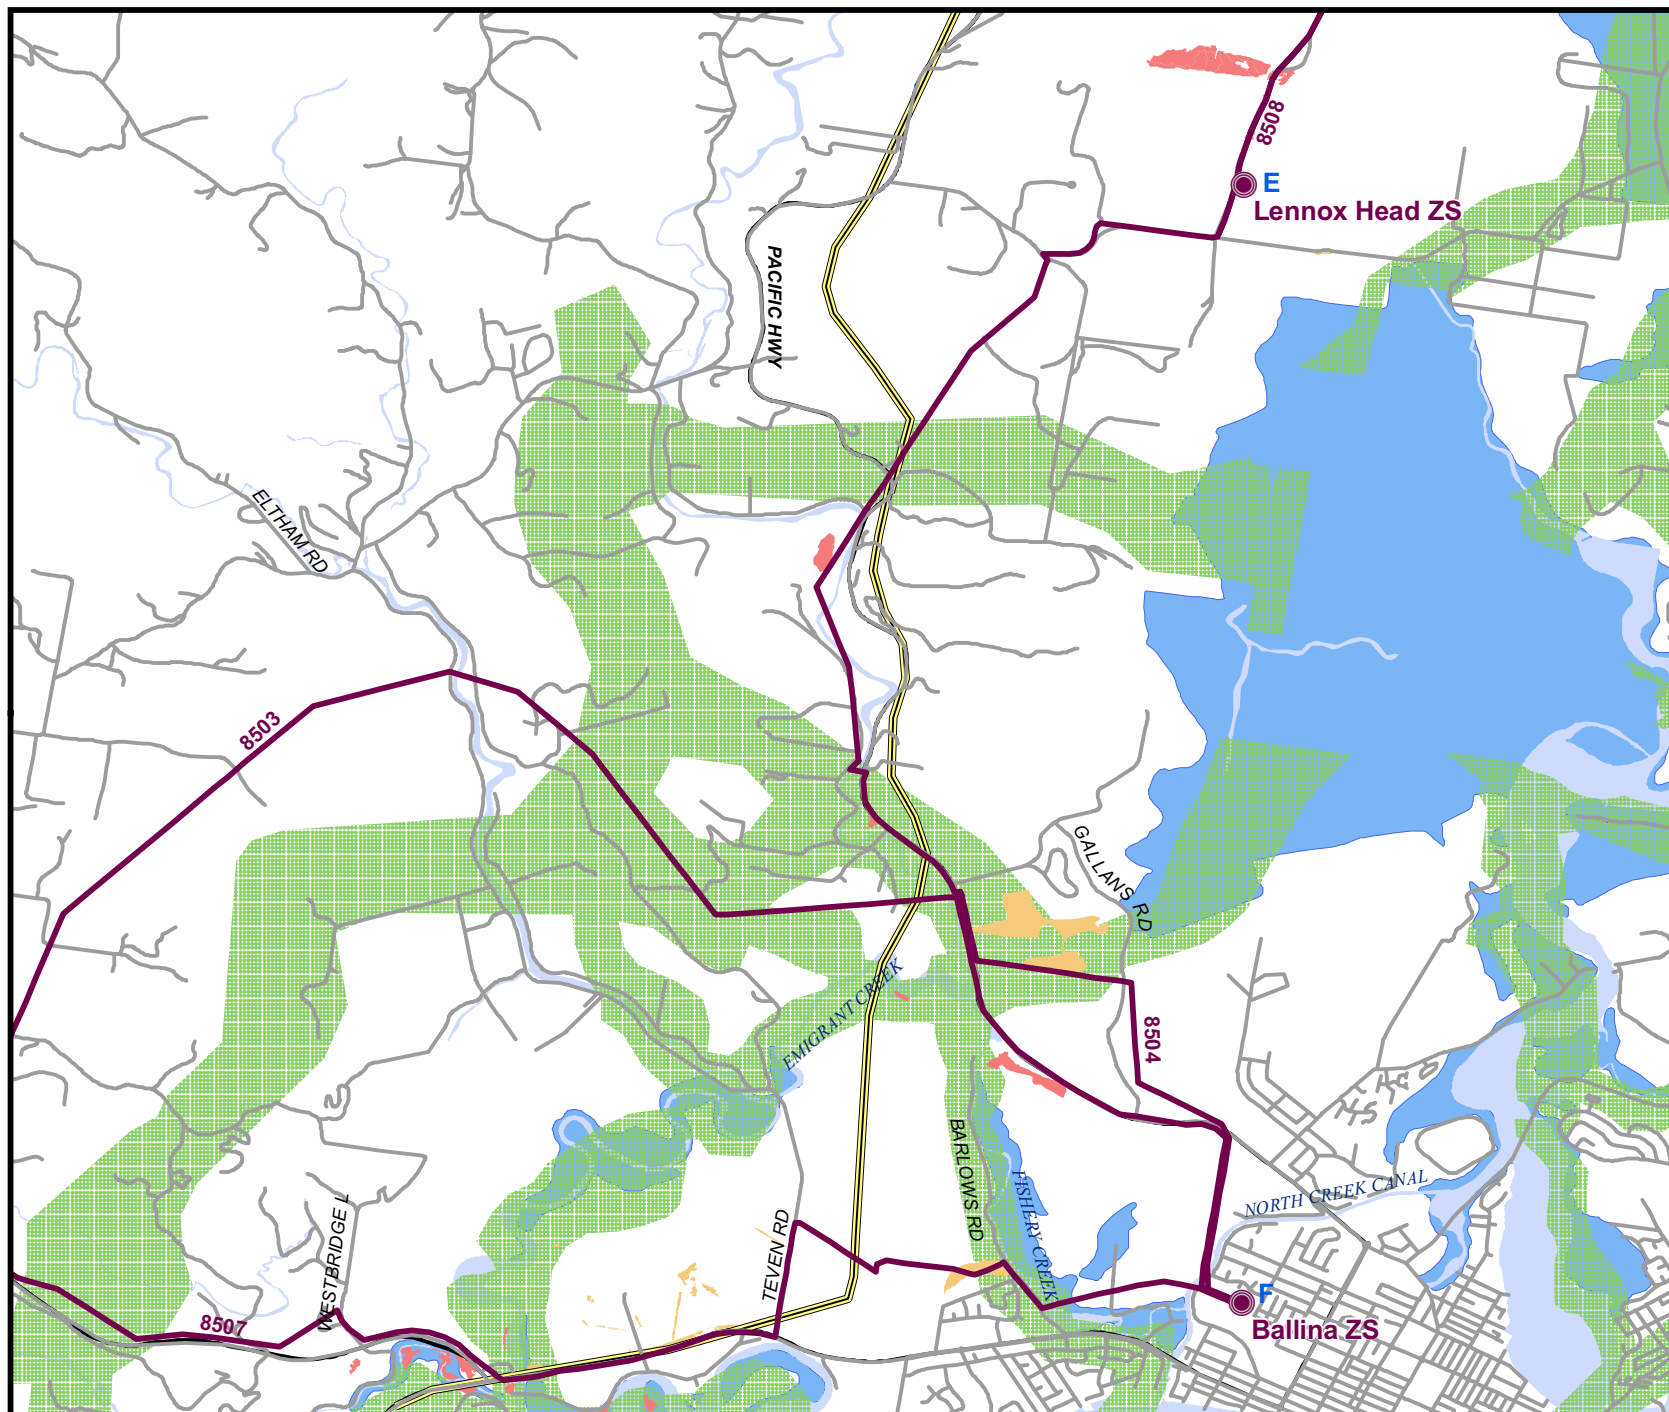 8508
E
Lennox Head ZS
PACIFIC HWY
ELTHAM RD
8503
GALLANS RD
EMIGRANT CREEK
8504
BARLOWS RD
FISHERY CREEK
NORTH CREEK CANAL
WESTBRIDGE L
TEVEN RD
F
Ballina ZS
8507